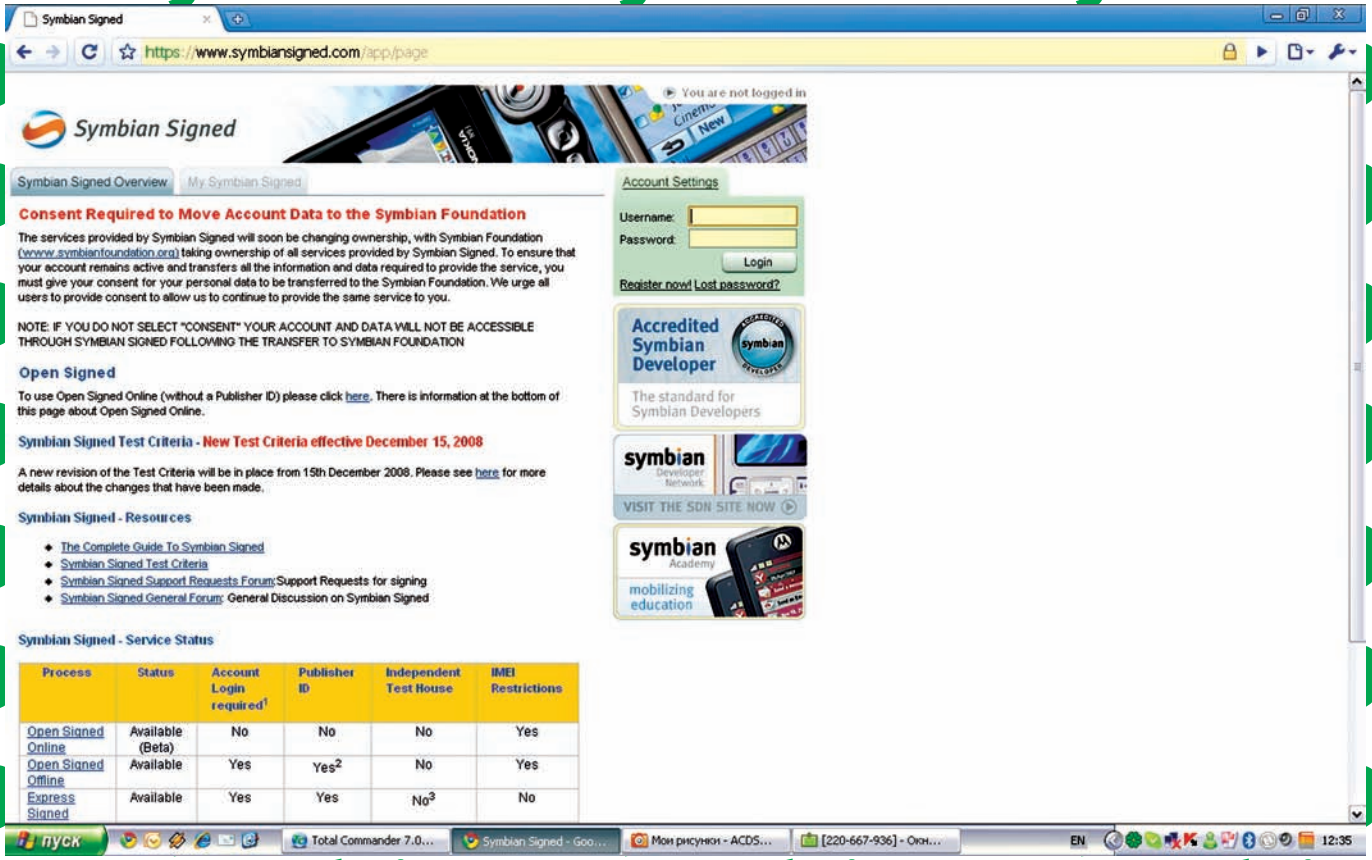 Symbian Signed
https://www.symbiansigned.com/app/page
You are not logged in
Symbian Signed
NOKIA
Cinema
New
Symbian Signed Overview
My Symbian Signed
Account Settings
Consent Required to Move Account Data to the Symbian Foundation
The services provided by Symbian Signed will soon be changing ownership, with Symbian Foundation
(www.symbianfoundation.org) taking ownership of all services provided by Symbian Signed. To ensure that
your account remains active and transfers all the information and data required to provide the service, you
must give your consent for your personal data to be transferred to the Symbian Foundation. We urge all
users to provide consent to allow us to continue to provide the same service to you.
Username:
Password:
Login
Register now! Lost password?
NOTE: IF YOU DO NOT SELECT "CONSENT" YOUR ACCOUNT AND DATA WILL NOT BE ACCESSIBLE
THROUGH SYMBIAN SIGNED FOLLOWING THE TRANSFER TO SYMBIAN FOUNDATION
Open Signed
To use Open Signed Online (without a Publisher ID) please click here. There is information at the bottom of
this page about Open Signed Online.
Symbian Signed Test Criteria - New Test Criteria effective December 15, 2008
A new revision of the Test Criteria will be in place from 15th December 2008. Please see here for more
details about the changes that have been made.
Symbian Signed - Resources
The Complete Guide To Symbian Signed
Symbian Signed Test Criteria
Symbian Signed Support Requests Forum: Support Requests for signing
Symbian Signed General Forum: General Discussion on Symbian Signed
Accredited
Symbian
Developer
ACCREDITED
symbian
DEVELOPER
The standard for
Symbian Developers
symbian
Developer
Network
VISIT THE SDN SITE NOW
symbian
Academy
mobilizing
education
Symbian Signed - Service Status
Process Status Account Login required1 Publisher ID Independent Test House IMEI Restrictions
Open Signed Online Available (Beta) No No No Yes
Open Signed Offline Available Yes Yes2 No Yes
Express Signed Available Yes Yes No3 No
пуск
Total Commander 7.0...
Symbian Signed - Goo...
Мои рисунки - ACDS...
[220-667-936] - Окн...
EN
12:35